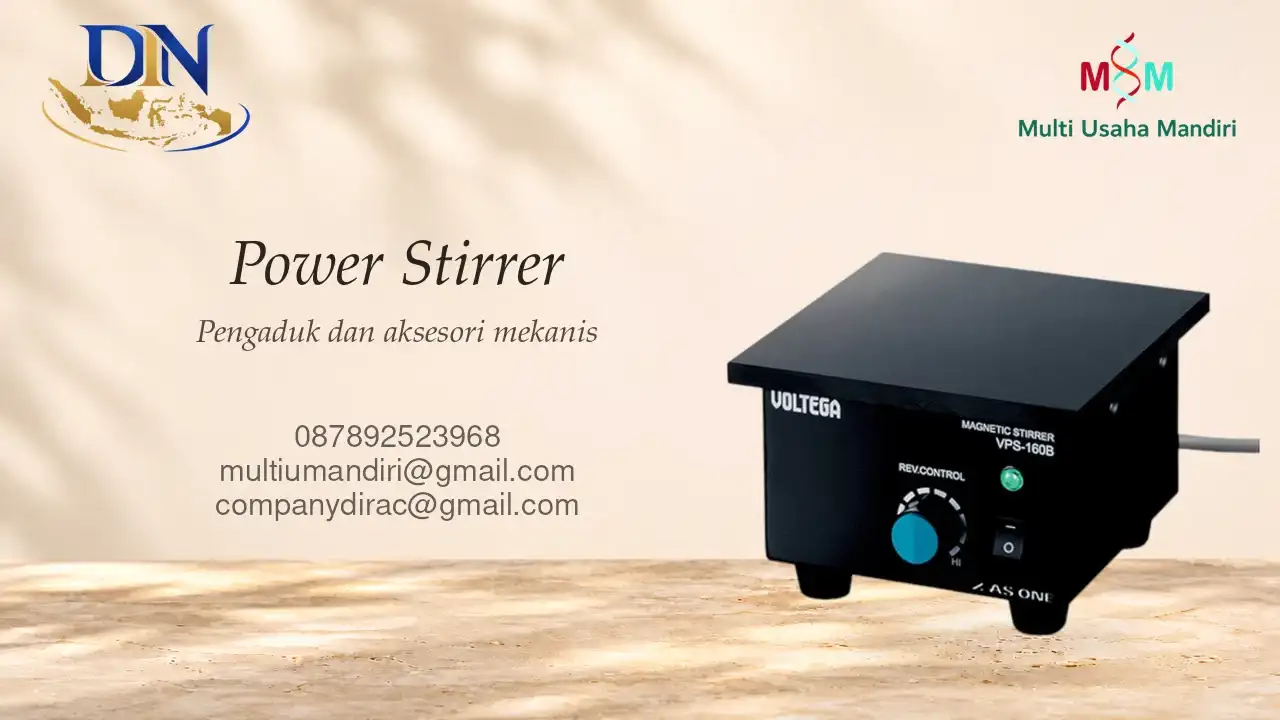 DN
M M
Multi Usaha Mandiri
Power Stirrer
Pengaduk dan aksesori mekanis
087892523968
multiumandiri@gmail.com
companydirac@gmail.com
VOLTEGA
MAGNETIC STIRRER
VPS-160B
REV.CONTROL
HI
AS ONE